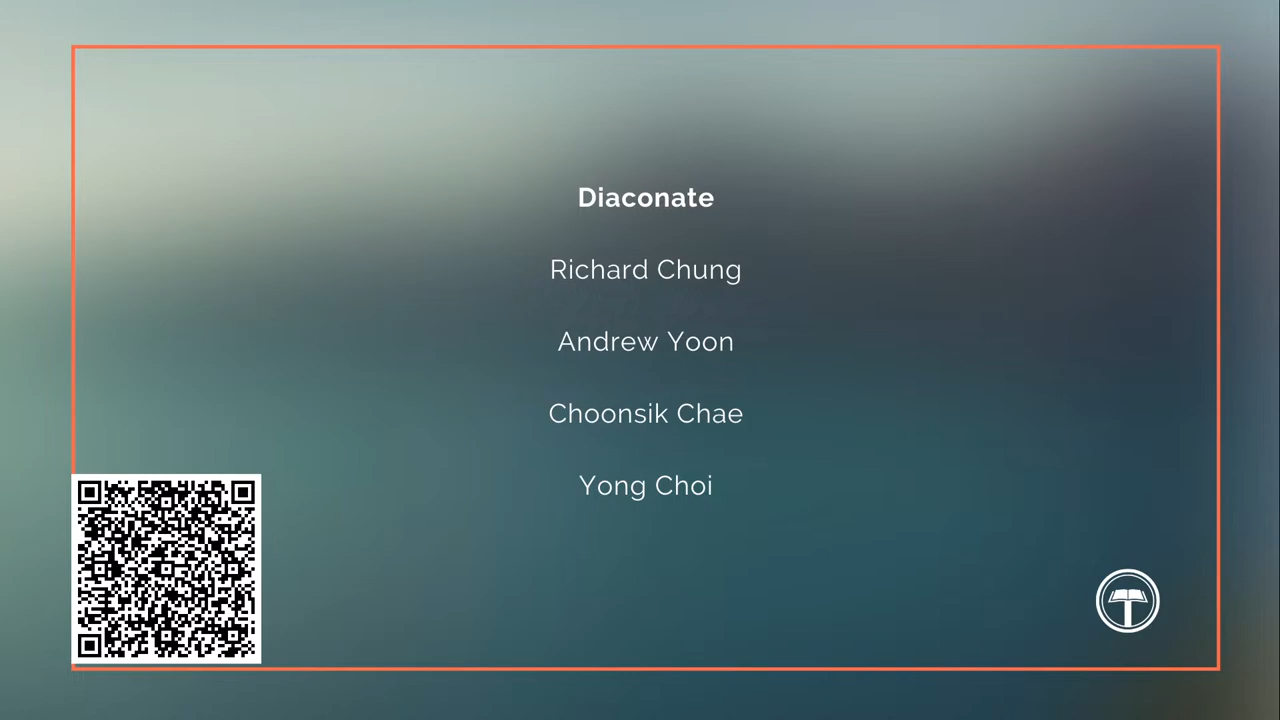 Diaconate
Richard Chung
Andrew Yoon
Choonsik Chae
Yong Choi